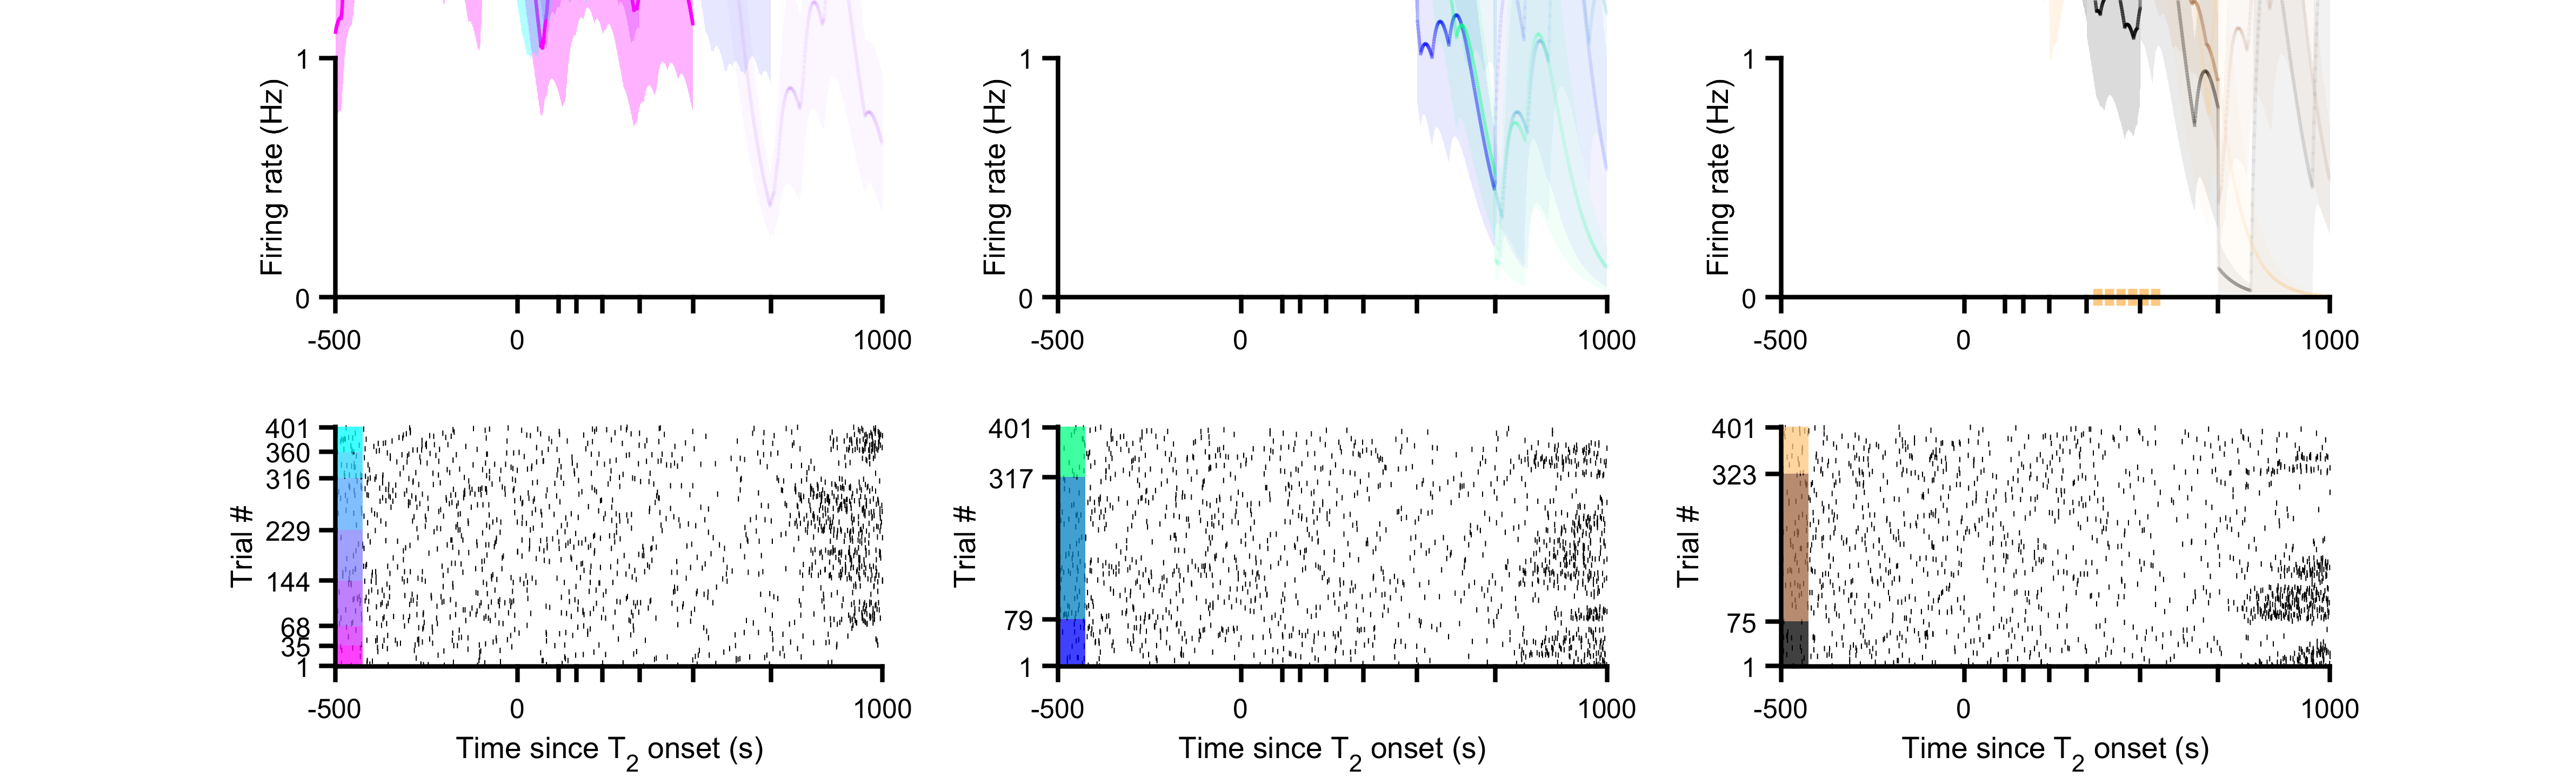 1 1 1
Firing rate (Hz) Firing rate (Hz) Firing rate (Hz)
0 0 0
-500 0 1000 -500 0 1000 -500 0 1000
401 401 401
360
316 317 323
229
144
68 79 75
35
1 1 1
Trial # Trial # Trial #
-500 0 1000 -500 0 1000 -500 0 1000
Time since T2 onset (s) Time since T2 onset (s) Time since T2 onset (s)